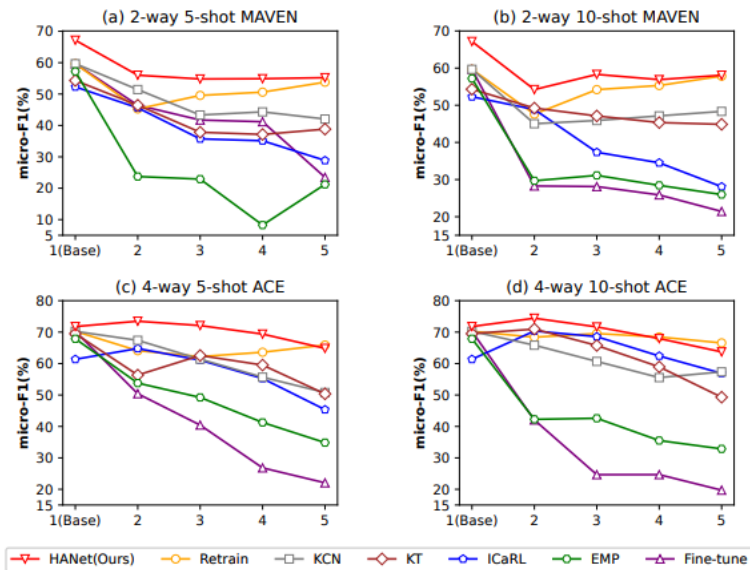 (a) 2-way 5-shot MAVEN
micro-F1(%)
70
60
50
40
30
20
10
5
1(Base) 2 3 4 5
(b) 2-way 10-shot MAVEN
micro-F1(%)
70
60
50
40
30
20
15
1(Base) 2 3 4 5
(c) 4-way 5-shot ACE
micro-F1(%)
80
70
60
50
40
30
20
15
1(Base) 2 3 4 5
(d) 4-way 10-shot ACE
micro-F1(%)
80
70
60
50
40
30
20
15
1(Base) 2 3 4 5
HANet(Ours) Retrain KCN KT ICaRL EMP Fine-tune